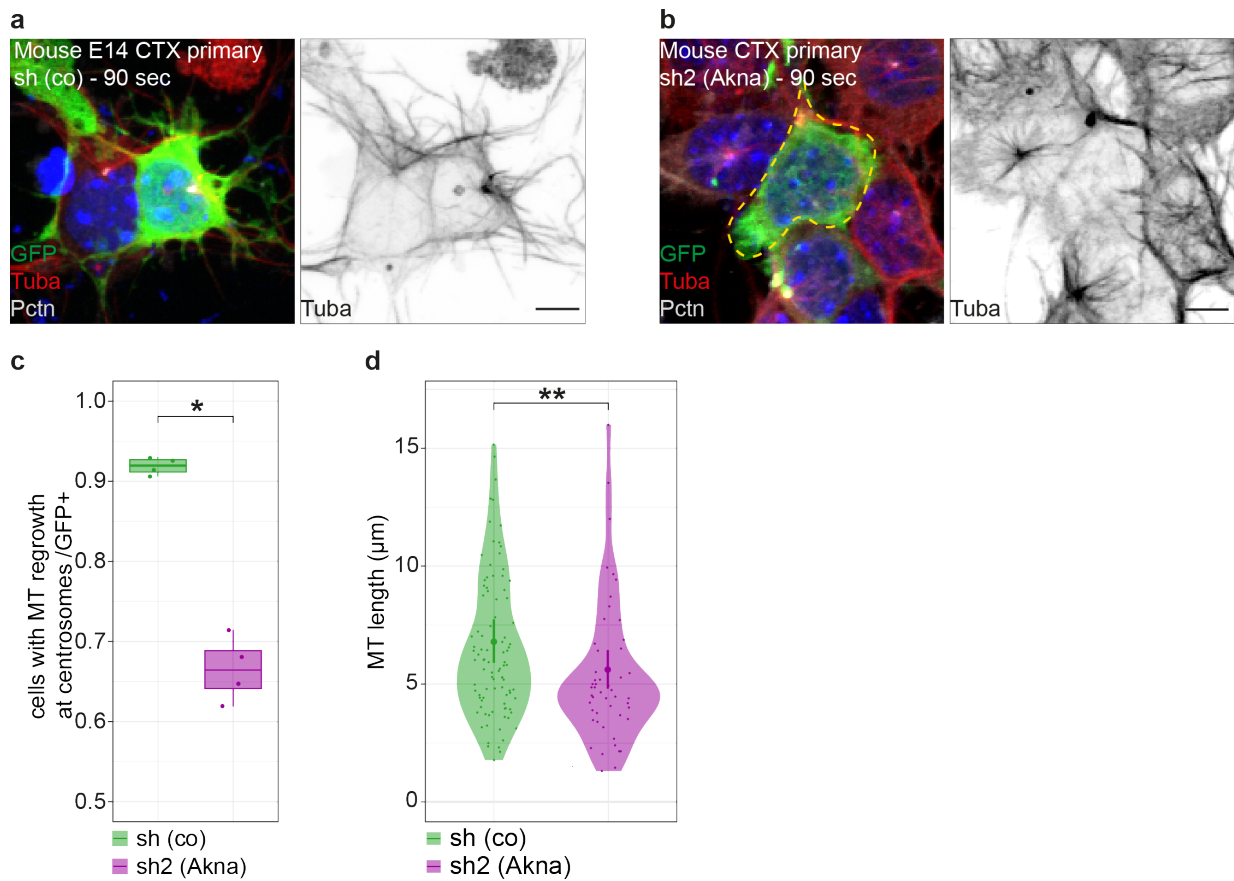 a
Mouse E14 CTX primary
sh (co) - 90 sec
GFP
Tuba
Pctn
Tuba
b
Mouse CTX primary
sh2 (Akna) - 90 sec
GFP
Tuba
Pctn
Tuba
c
cells with MT regrowth
at centrosomes /GFP+
1.0
0.9
0.8
0.7
0.6
0.5
*
sh (co)
sh2 (Akna)
d
MT length (µm)
15
10
5
0
**
sh (co)
sh2 (Akna)